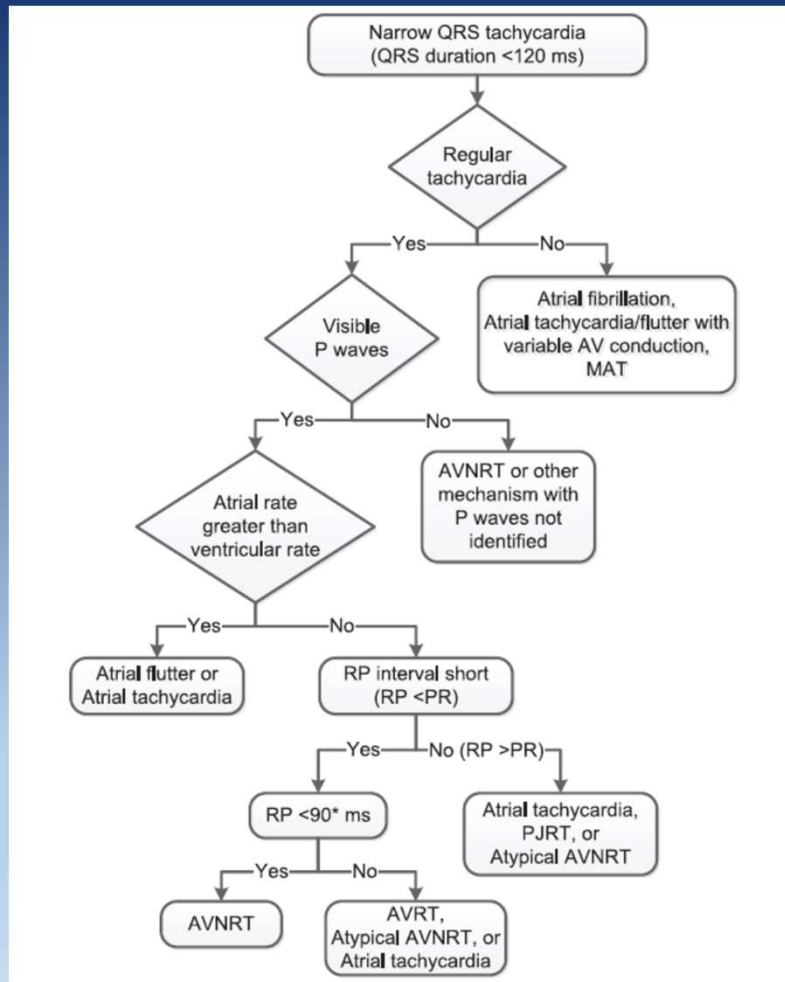 Narrow QRS tachycardia
(QRS duration <120 ms)
Regular
tachycardia
Yes
No
Visible
P waves
Atrial fibrillation,
Atrial tachycardia/flutter with
variable AV conduction,
MAT
Yes
No
Atrial rate
greater than
ventricular rate
AVNRT or other
mechanism with
P waves not
identified
Yes
No
Atrial flutter or
Atrial tachycardia
RP interval short
(RP <PR)
Yes
No (RP >PR)
RP <90* ms
Atrial tachycardia,
PJRT, or
Atypical AVNRT
Yes
No
AVNRT
AVRT,
Atypical AVNRT, or
Atrial tachycardia